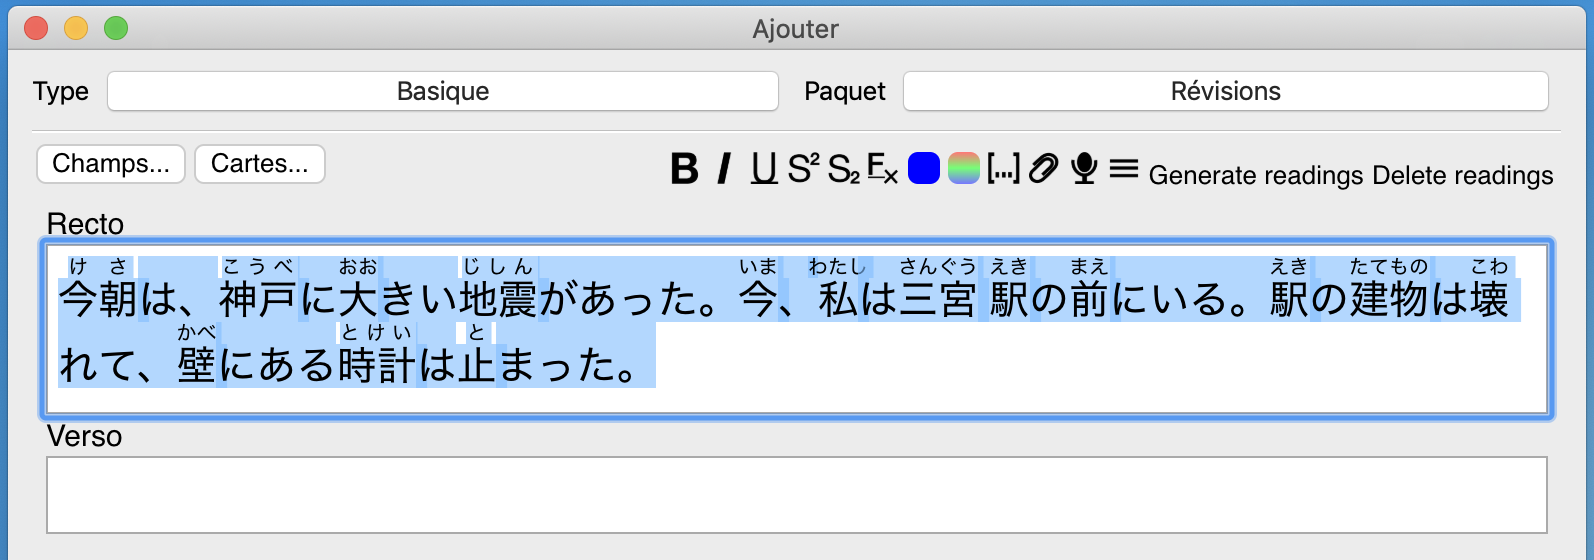 Ajouter
Type Basique Paquet Révisions
Champs... Cartes... B I U S² S₂ Fx [...] Generate readings Delete readings
Recto
けさ こうべ おお じしん いま わたし さんぐう えき まえ えき たてもの こわ
今朝は、神戸に大きい地震があった。今、私は三宮 駅の前にいる。駅の建物は壊
かべ とけい と
れて、壁にある時計は止まった。
Verso